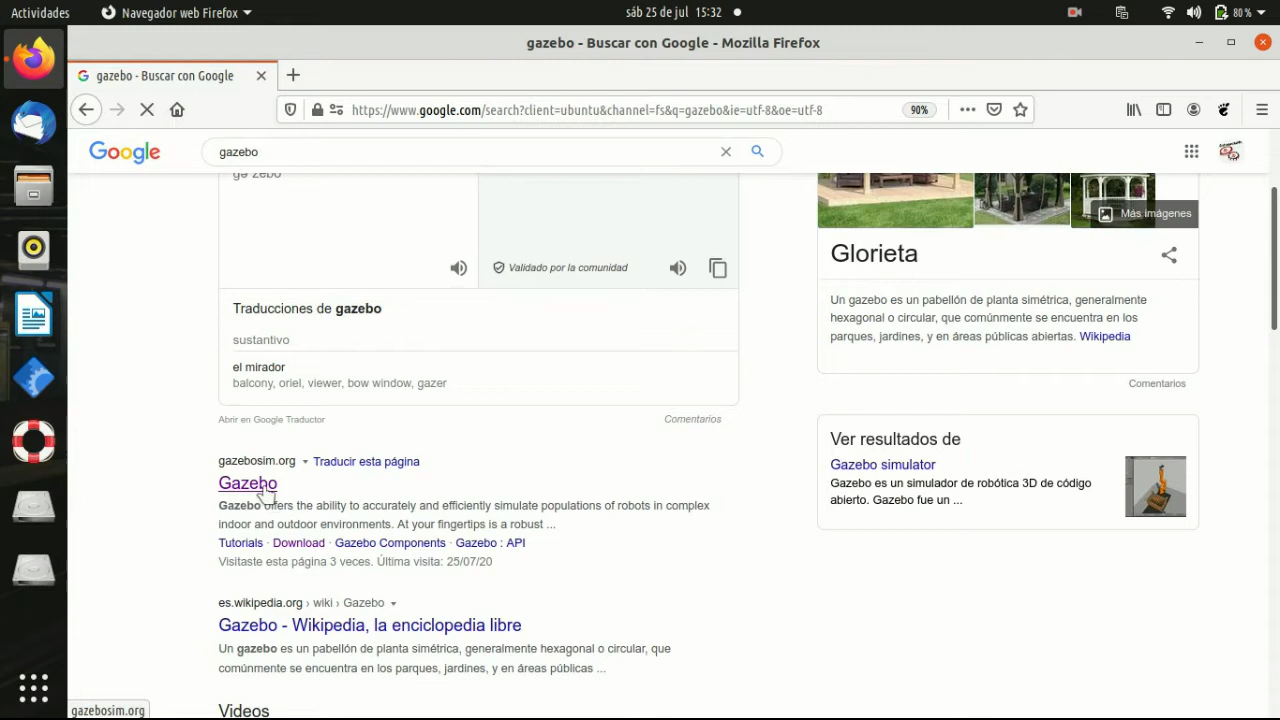 Actividades
Navegador web Firefox
sáb 25 de jul 15:32
80 %
gazebo - Buscar con Google - Mozilla Firefox
gazebo - Buscar con Google
https://www.google.com/search?client=ubuntu&channel=fs&q=gazebo&ie=utf-8&oe=utf-8
90%
Google
gazebo
Validado por la comunidad
Traducciones de gazebo
sustantivo
el mirador
balcony, oriel, viewer, bow window, gazer
Abrir en Google Traductor
Comentarios
gazebosim.org
Traducir esta página
Gazebo
Gazebo offers the ability to accurately and efficiently simulate populations of robots in complex
indoor and outdoor environments. At your fingertips is a robust ...
Tutorials · Download · Gazebo Components · Gazebo : API
Visitaste esta página 3 veces. Última visita: 25/07/20
es.wikipedia.org › wiki › Gazebo
Gazebo - Wikipedia, la enciclopedia libre
Un gazebo es un pabellón de planta simétrica, generalmente hexagonal o circular, que
comúnmente se encuentra en los parques, jardines, y en áreas públicas ...
Videos
Más imágenes
Glorieta
Un gazebo es un pabellón de planta simétrica, generalmente
hexagonal o circular, que comúnmente se encuentra en los
parques, jardines, y en áreas públicas abiertas. Wikipedia
Comentarios
Ver resultados de
Gazebo simulator
Gazebo es un simulador de robótica 3D de código
abierto. Gazebo fue un ...
gazebosim.org